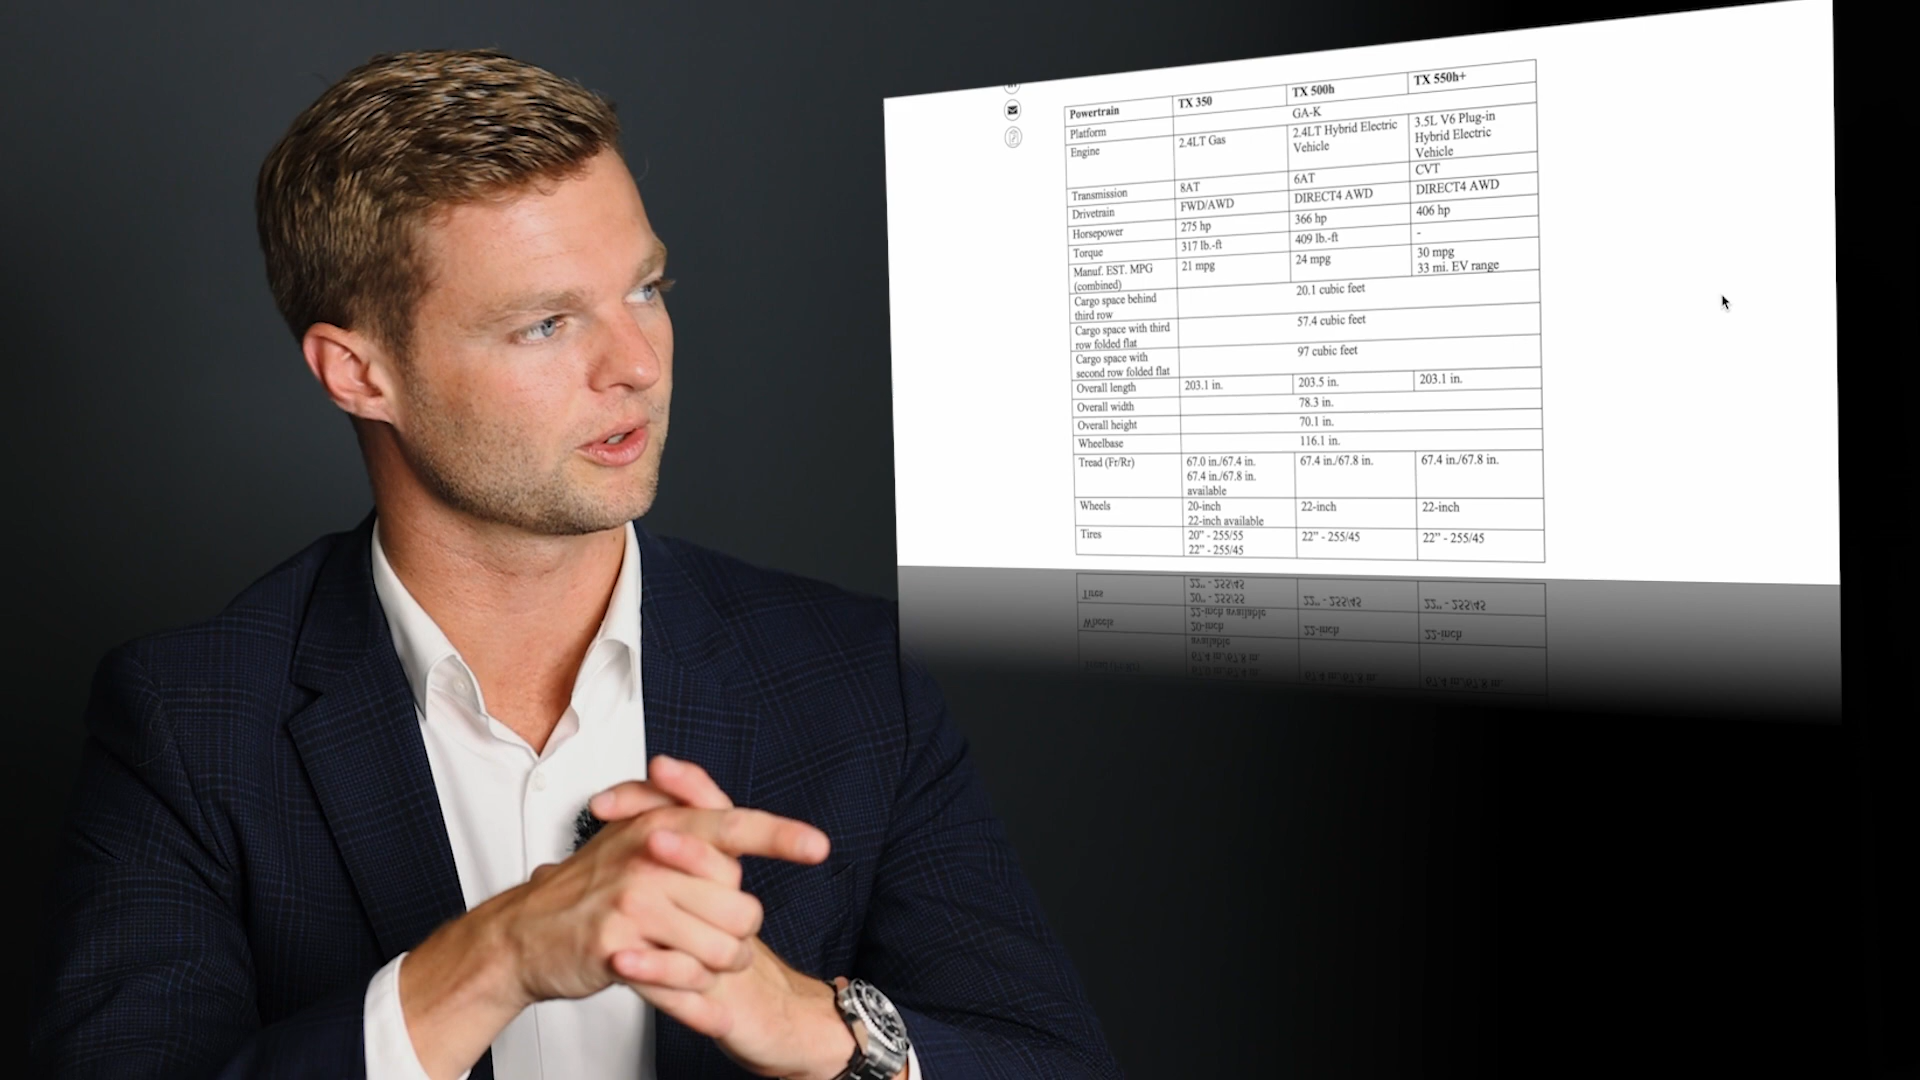 Powertrain TX 350 TX 500h TX 550h+
Platform GA-K
Engine 2.4LT Gas 2.4LT Hybrid Electric Vehicle 3.5L V6 Plug-in Hybrid Electric Vehicle
Transmission 8AT 6AT CVT
Drivetrain FWD/AWD DIRECT4 AWD DIRECT4 AWD
Horsepower 275 hp 366 hp 406 hp
Torque 317 lb.-ft 409 lb.-ft -
Manuf. EST. MPG (combined) 21 mpg 24 mpg 30 mpg 33 mi. EV range
Cargo space behind third row 20.1 cubic feet
Cargo space with third row folded flat 57.4 cubic feet
Cargo space with second row folded flat 97 cubic feet
Overall length 203.1 in. 203.5 in. 203.1 in.
Overall width 78.3 in.
Overall height 70.1 in.
Wheelbase 116.1 in.
Tread (Fr/Rr) 67.0 in./67.4 in. 67.4 in./67.8 in. available 67.4 in./67.8 in. 67.4 in./67.8 in.
Wheels 20-inch 22-inch available 22-inch 22-inch
Tires 20" - 255/55 22" - 255/45 22" - 255/45 22" - 255/45